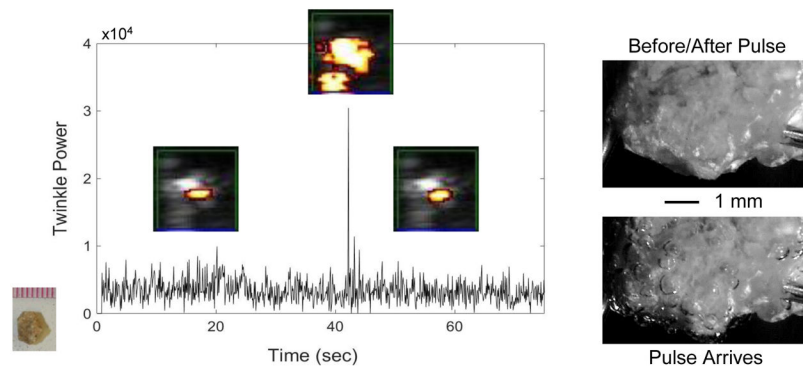 ×10⁴
4
3
2
1
0
0
20
40
60
Twinkle Power
Time (sec)
Before/After Pulse
1 mm
Pulse Arrives